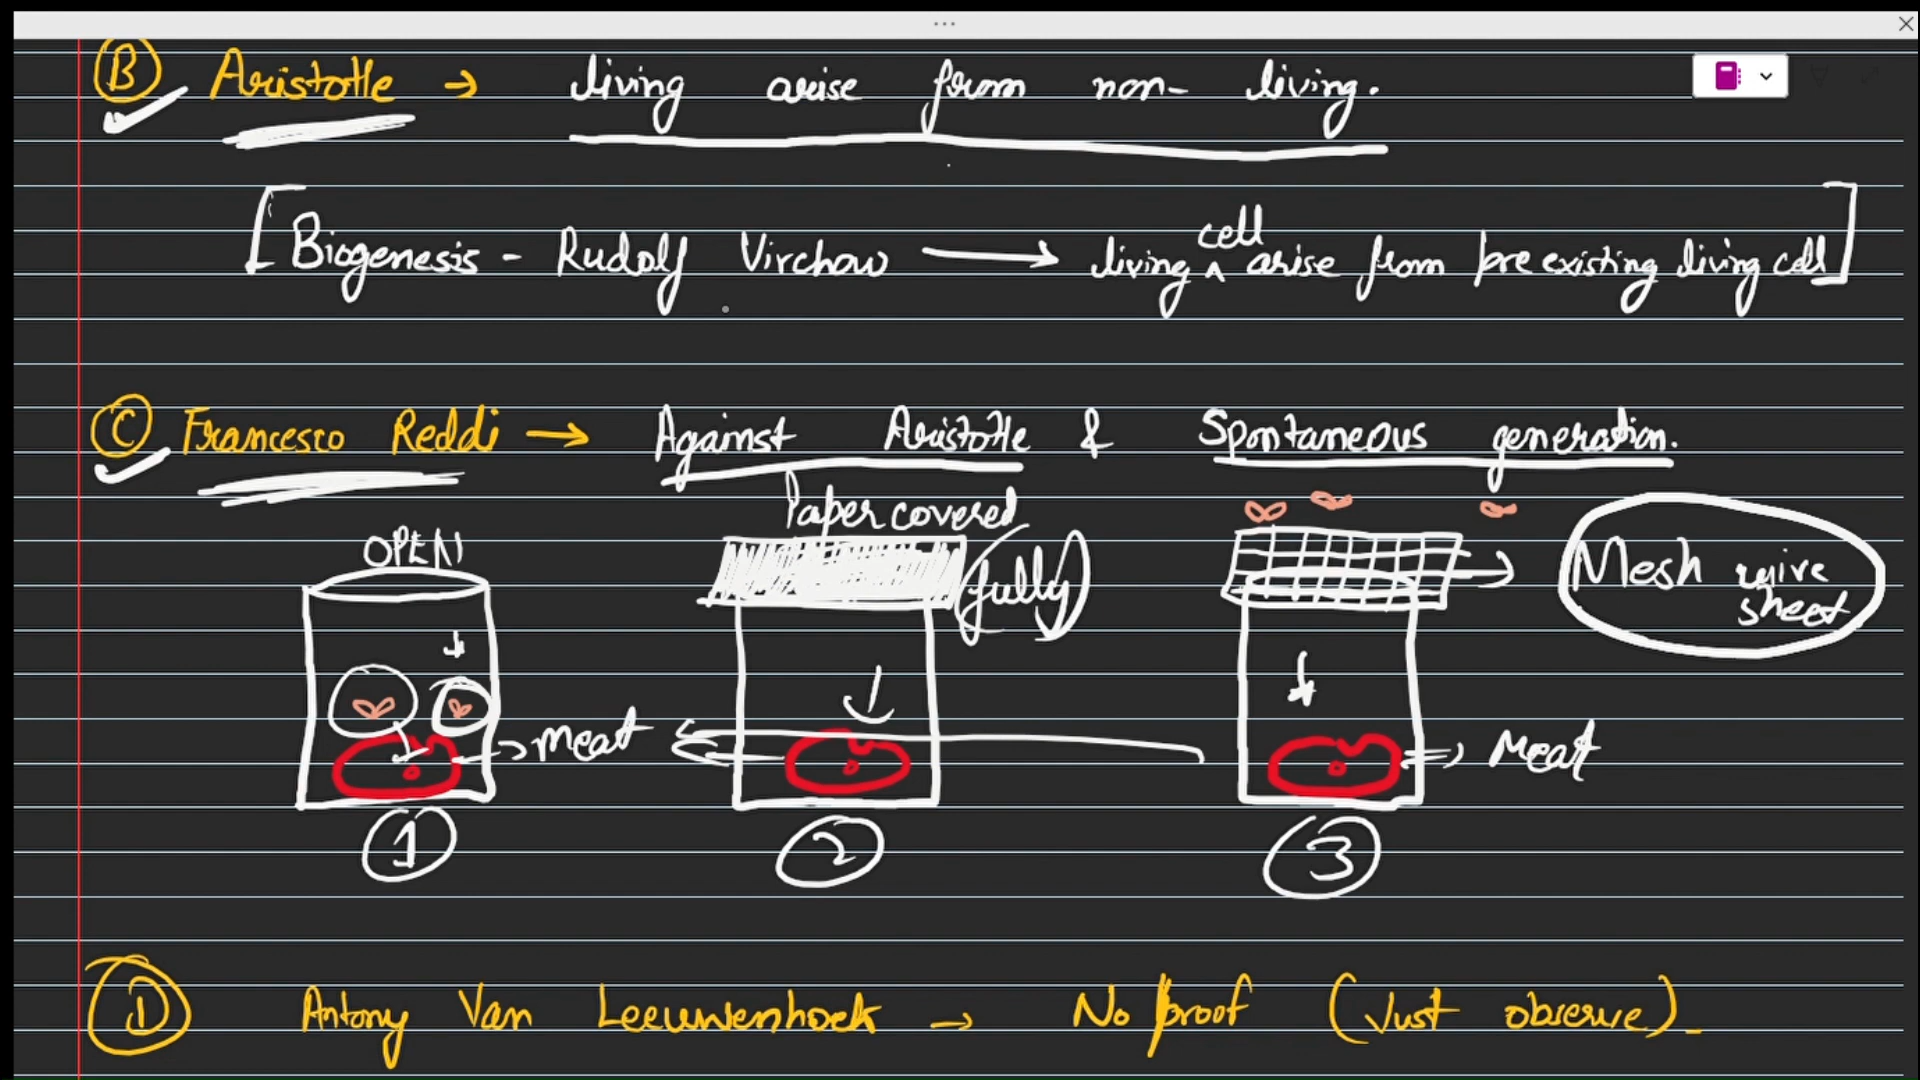 B Aristotle → living arise from non-living.
[Biogenesis - Rudolf Virchow → living cell arise from pre existing living cell]
C Francesco Reddi → Against Aristotle & Spontaneous generation.
OPEN
Paper covered
(fully)
Mesh wire
sheet
→ meat
→ Meat
1
2
3
D Antony Van Leeuwenhoek → No proof (Just observe).